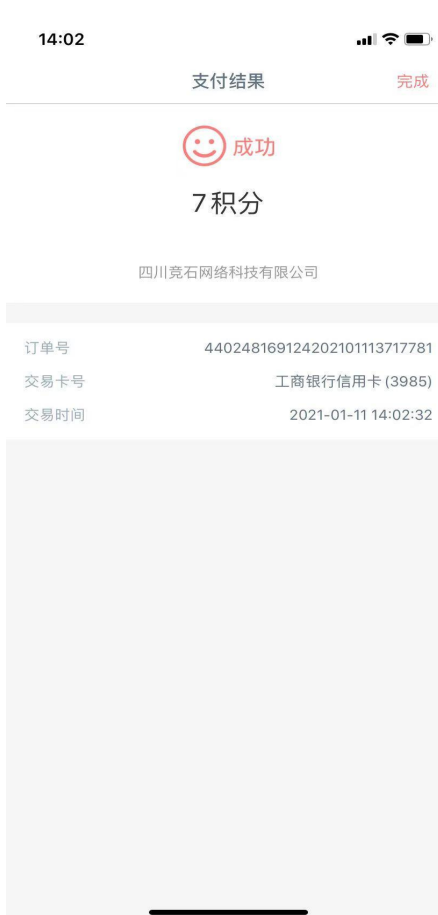 14:02
支付结果 完成
成功
7积分
四川竞石网络科技有限公司
订单号 440248169124202101113717781
交易卡号 工商银行信用卡(3985)
交易时间 2021-01-11 14:02:32